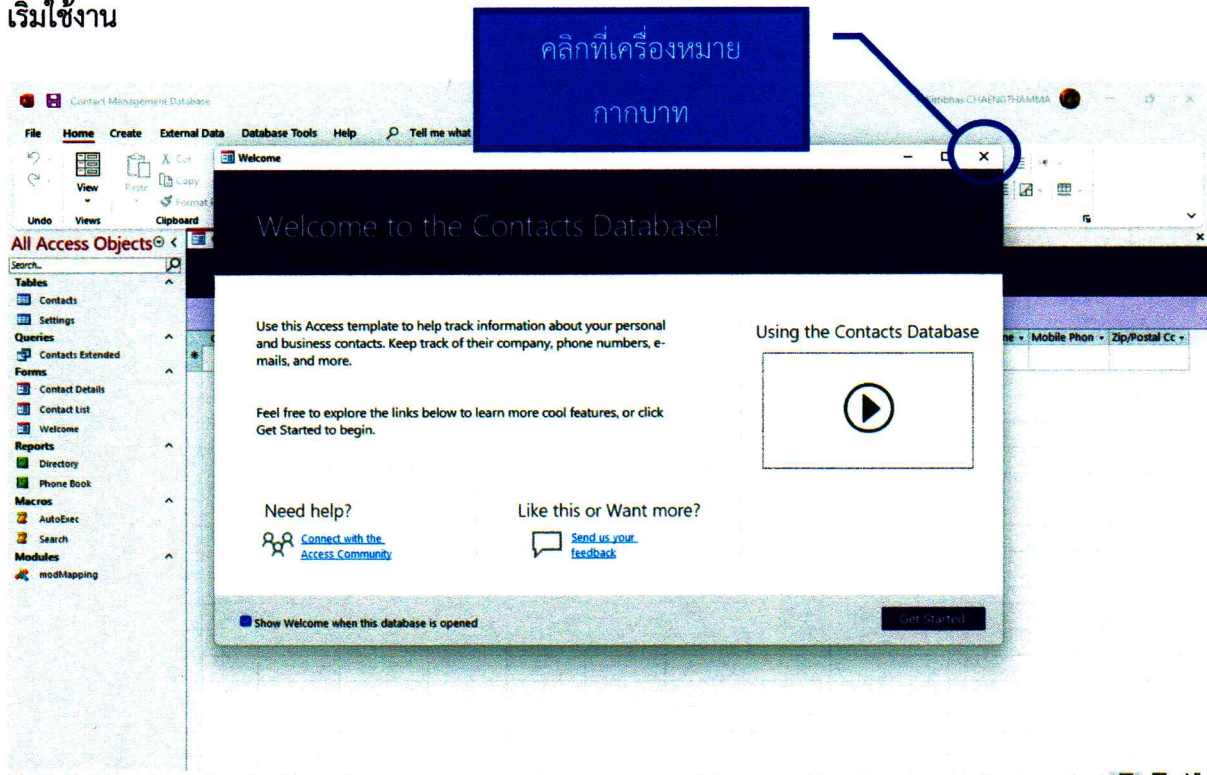 เริ่มใช้งาน
คลิกที่เครื่องหมาย
กากบาท
Contact Management Database
CHAENGTHAMMA
File Home Create External Data Database Tools Help Tell me what
View Paste Cut
Copy
Format
Undo Views Clipboard
Welcome
Welcome to the Contacts Database!
All Access Objects
Search...
Tables
Contacts
Settings
Queries
Contacts Extended
Forms
Contact Details
Contact List
Welcome
Reports
Directory
Phone Book
Macros
AutoExec
Search
Modules
modMapping
Use this Access template to help track information about your personal
and business contacts. Keep track of their company, phone numbers, e-
mails, and more.
Feel free to explore the links below to learn more cool features, or click
Get Started to begin.
Using the Contacts Database
Mobile Phon Zip/Postal Cc
Need help?
Connect with the
Access Community
Like this or Want more?
Send us your
feedback
Show Welcome when this database is opened
Get Started